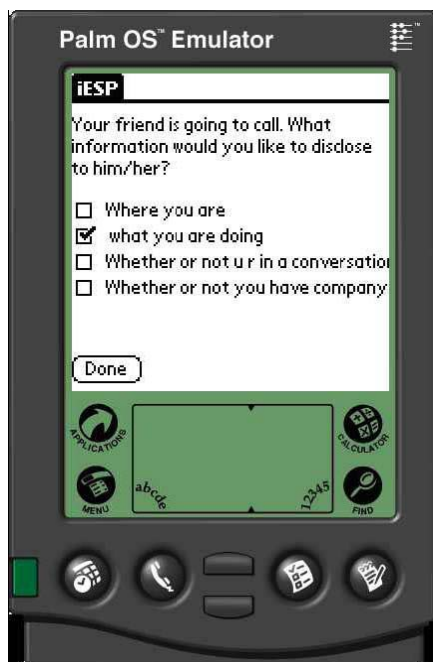 Palm OS™ Emulator
iESP
Your friend is going to call. What
information would you like to disclose
to him/her?
Where you are
what you are doing
Whether or not u r in a conversation
Whether or not you have company
Done
APPLICATIONS
CALCULATOR
MENU
abcde
12345
FIND